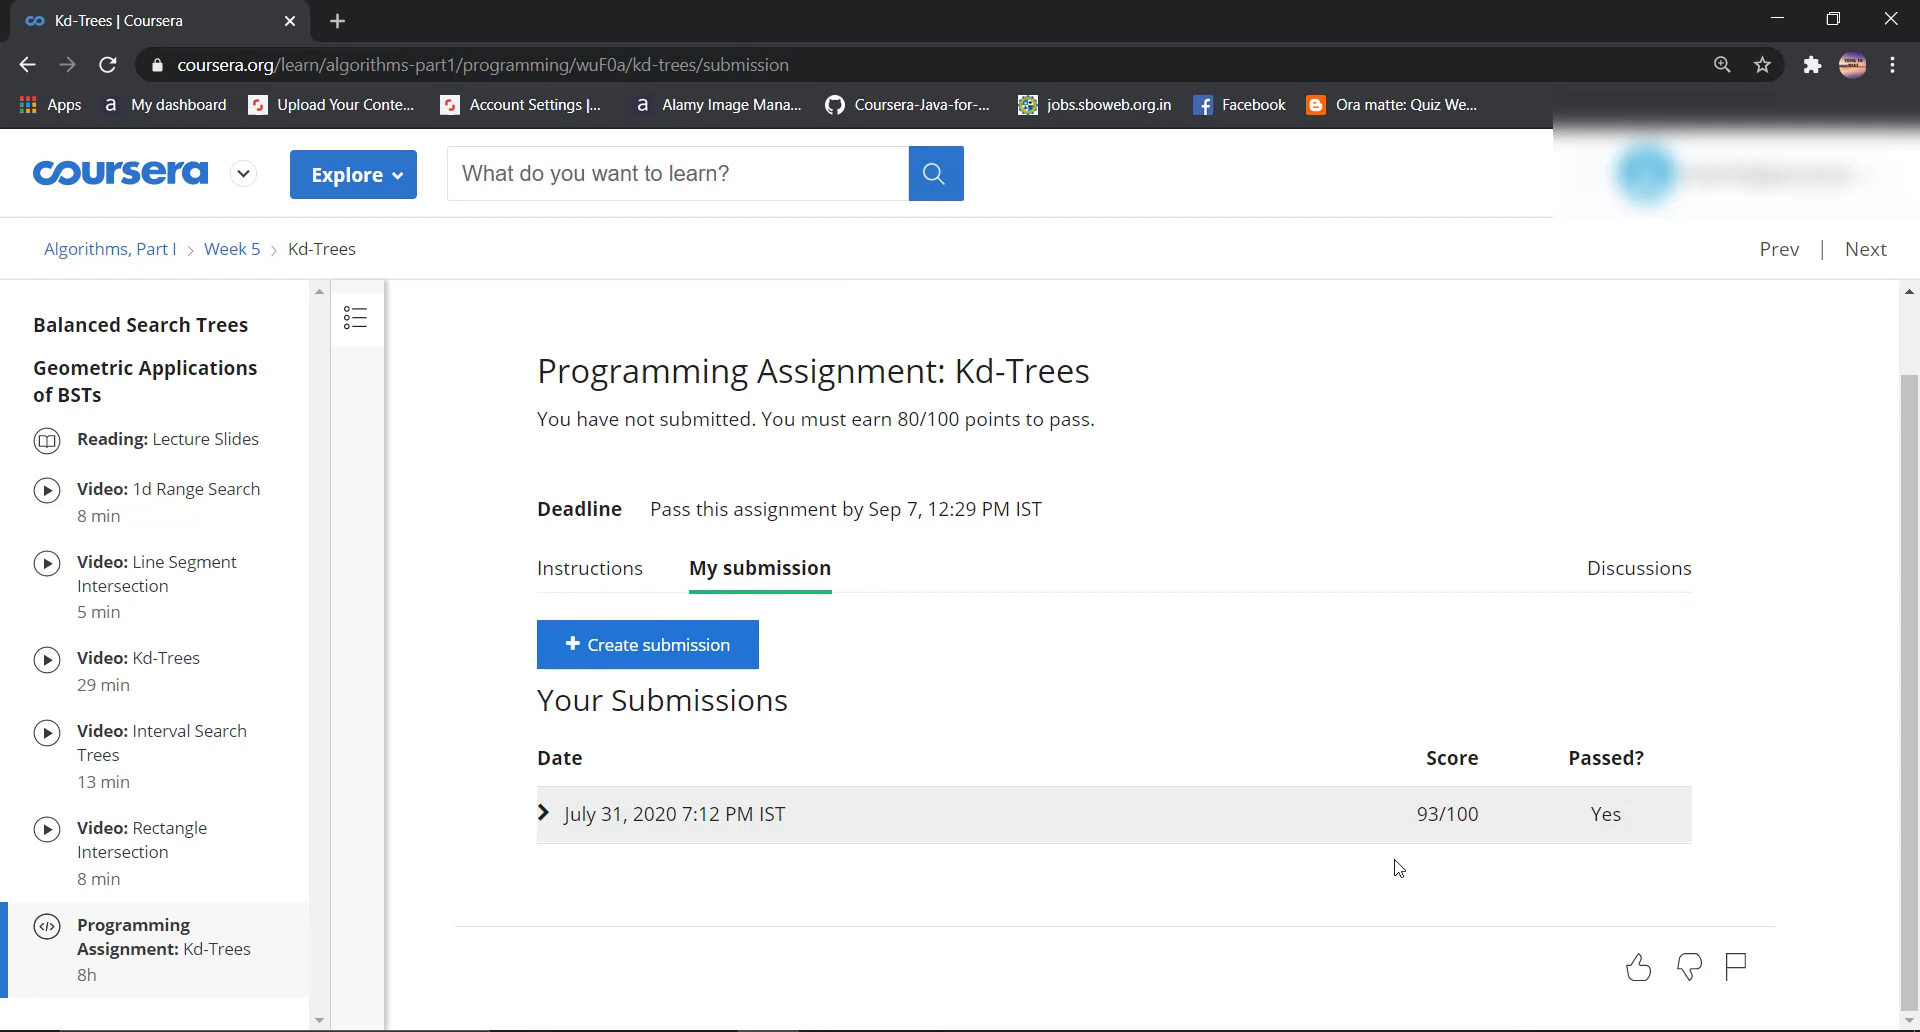 Kd-Trees | Coursera
coursera.org/learn/algorithms-part1/programming/wuF0a/kd-trees/submission
Apps
a My dashboard
Upload Your Conte...
Account Settings |...
a Alamy Image Mana...
Coursera-Java-for-...
jobs.sboweb.org.in
Facebook
Ora matte: Quiz We...
coursera
Explore
What do you want to learn?
Algorithms, Part I > Week 5 > Kd-Trees
Prev | Next
Balanced Search Trees
Geometric Applications
of BSTs
Reading: Lecture Slides
Video: 1d Range Search
8 min
Video: Line Segment
Intersection
5 min
Video: Kd-Trees
29 min
Video: Interval Search
Trees
13 min
Video: Rectangle
Intersection
8 min
Programming
Assignment: Kd-Trees
8h
Programming Assignment: Kd-Trees
You have not submitted. You must earn 80/100 points to pass.
Deadline Pass this assignment by Sep 7, 12:29 PM IST
Instructions My submission Discussions
+ Create submission
Your Submissions
Date Score Passed?
July 31, 2020 7:12 PM IST 93/100 Yes